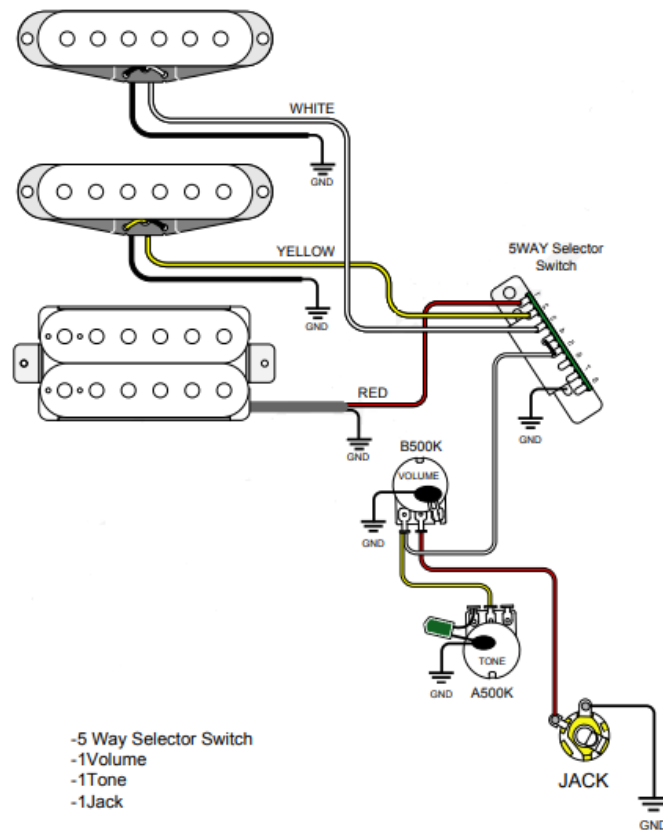 WHITE
GND
YELLOW
GND
5WAY Selector
Switch
RED
GND
GND
B500K
VOLUME
GND
TONE
GND
A500K
JACK
GND
-5 Way Selector Switch
-1Volume
-1Tone
-1Jack